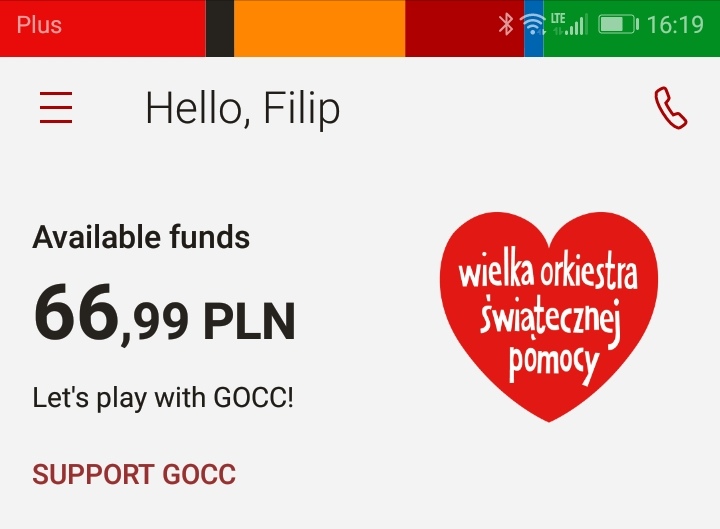 Plus
LTE
16:19
Hello, Filip
Available funds
66,99 PLN
Let's play with GOCC!
SUPPORT GOCC
wielka orkiestra
świątecznej
pomocy